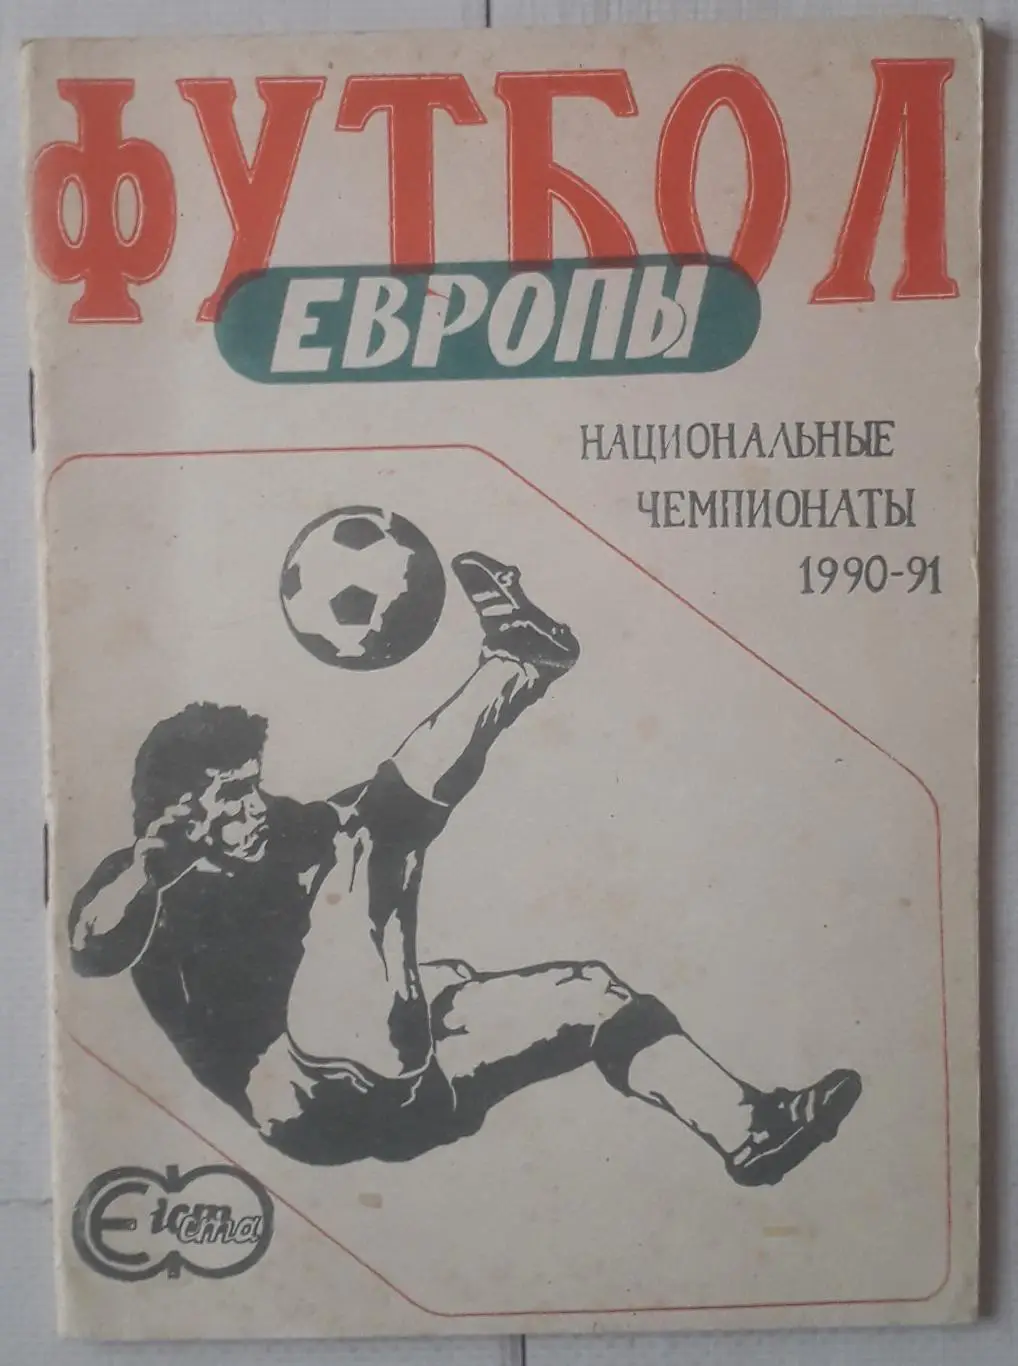 ФУТБОЛ
ЕВРОПЫ
НАЦИОНАЛЬНЫЕ
ЧЕМПИОНАТЫ
1990-91